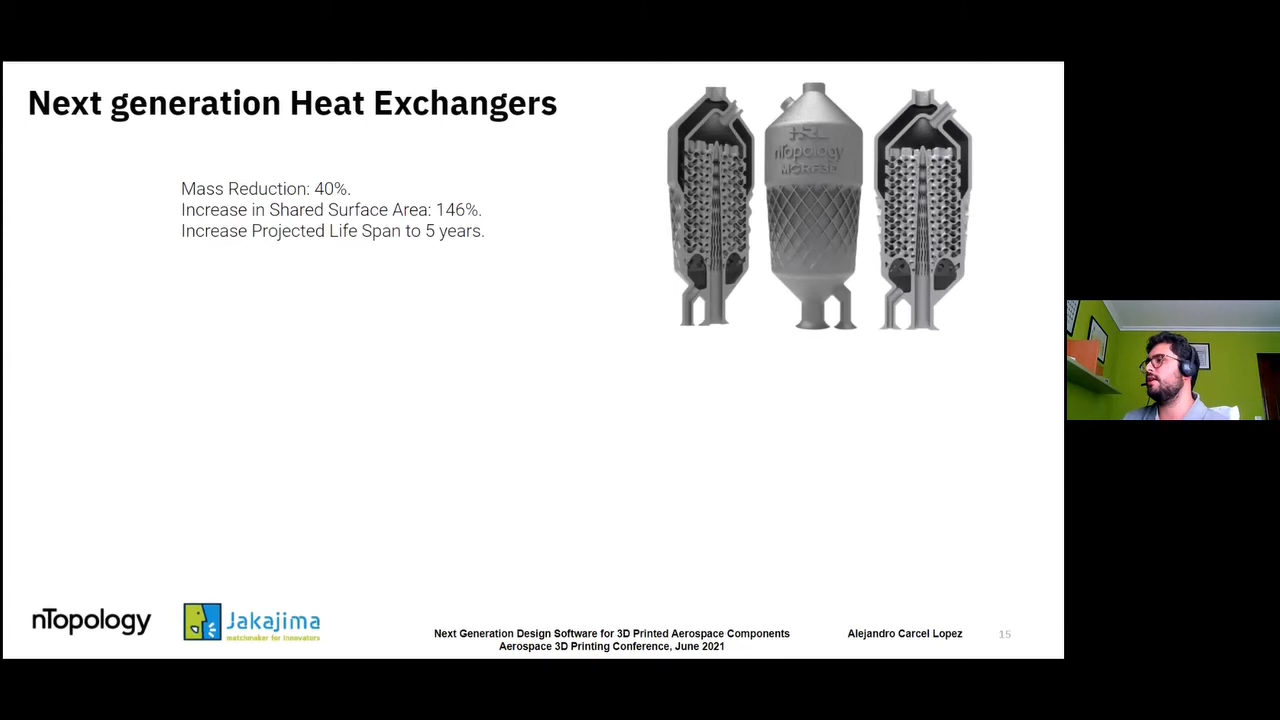 Next generation Heat Exchangers
Mass Reduction: 40%.
Increase in Shared Surface Area: 146%.
Increase Projected Life Span to 5 years.
HRL
nTopology
nTopology
Jakajima
matchmaker for innovators
Next Generation Design Software for 3D Printed Aerospace Components
Aerospace 3D Printing Conference, June 2021
Alejandro Carcel Lopez
15